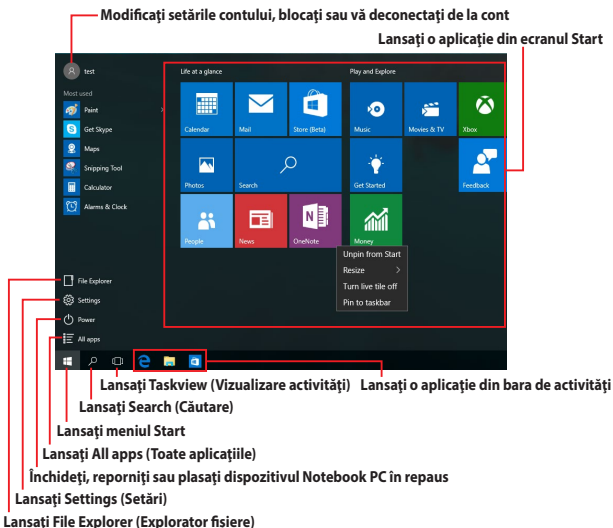 Modificați setările contului, blocați sau vă deconectați de la cont
Lansați o aplicație din ecranul Start
test
Most used
Paint
Get Skype
Maps
Snipping Tool
Calculator
Alarms & Clock
File Explorer
Settings
Power
All apps
Life at a glance
Calendar
Mail
Store (Beta)
Photos
Search
People
News
OneNote
Play and Explore
Music
Movies & TV
Xbox
Get Started
Feedback
Money
Unpin from Start
Resize
Turn live tile off
Pin to taskbar
Lansați Taskview (Vizualizare activități)
Lansați o aplicație din bara de activități
Lansați Search (Căutare)
Lansați meniul Start
Lansați All apps (Toate aplicațiile)
Închideți, reporniți sau plasați dispozitivul Notebook PC în repaus
Lansați Settings (Setări)
Lansați File Explorer (Explorator fișiere)